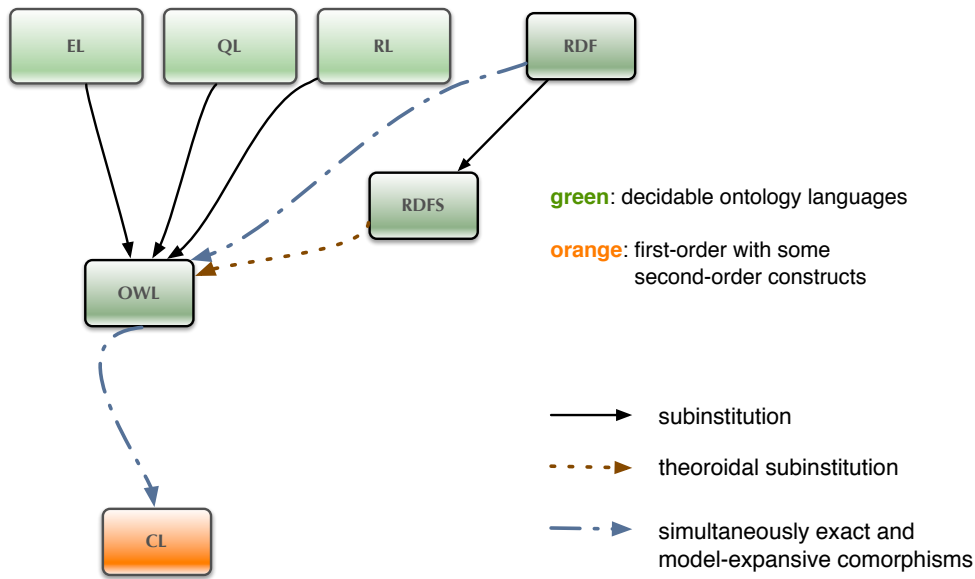 EL
QL
RL
RDF
RDFS
green: decidable ontology languages
orange: first-order with some
second-order constructs
OWL
subinstitution
theoroidal subinstitution
CL
simultaneously exact and
model-expansive comorphisms